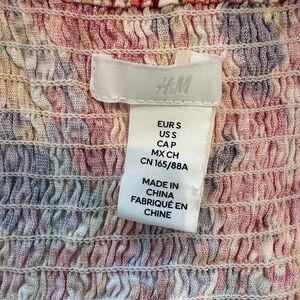 H&M
EUR S
US S
CA P
MX CH
CN 165/88A
MADE IN
CHINA
FABRIQUÉ EN
CHINE